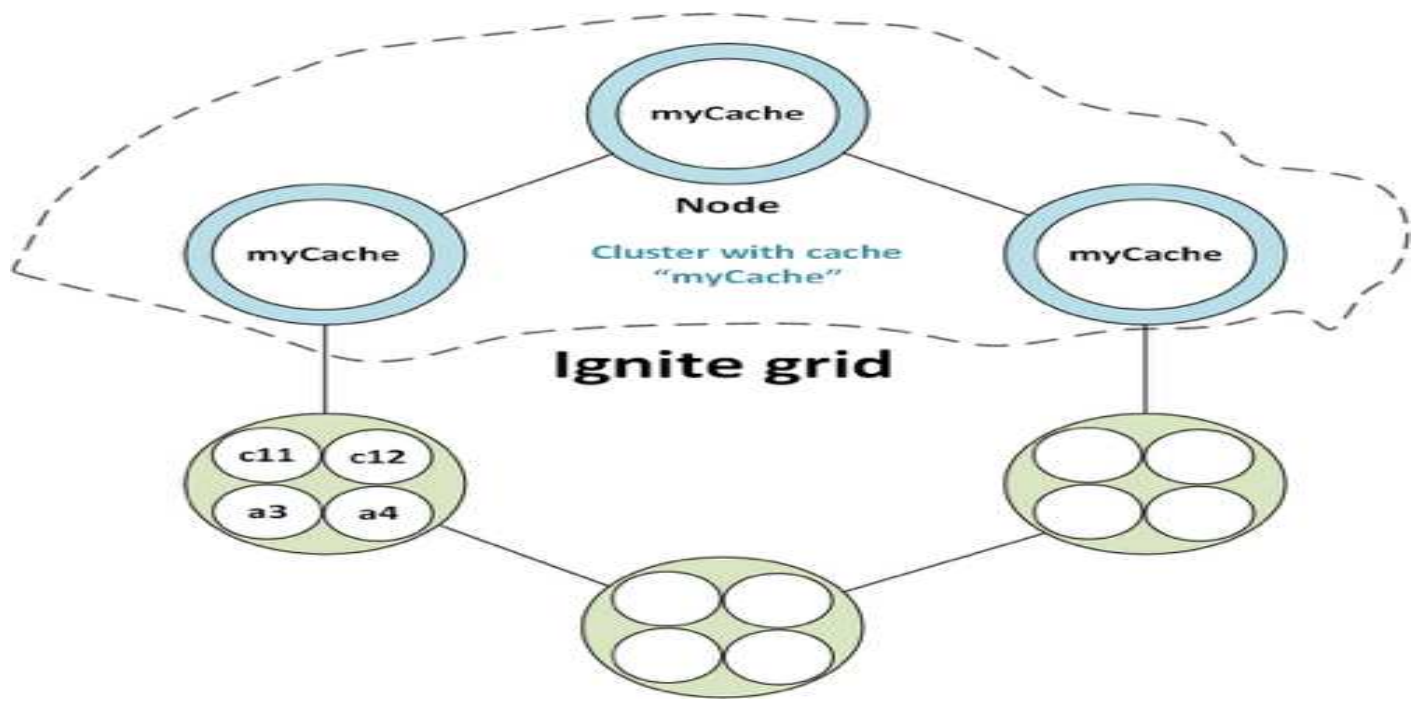 myCache
Node
myCache
Cluster with cache
“myCache”
myCache
Ignite grid
c11 c12
a3 a4